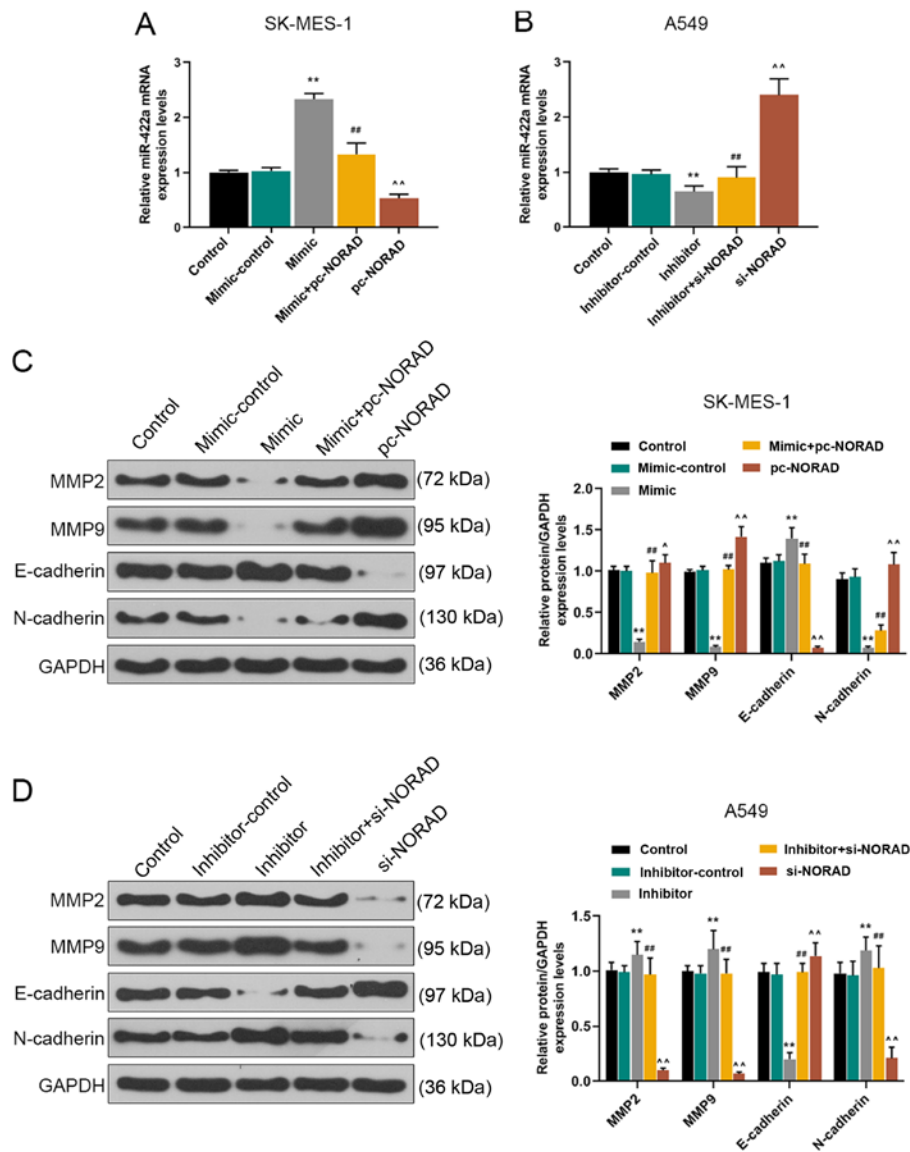 A
SK-MES-1
Relative miR-422a mRNA
expression levels
3
2
1
0
**
##
^^
Control
Mimic-control
Mimic
Mimic+pc-NORAD
pc-NORAD
B
A549
Relative miR-422a mRNA
expression levels
3
2
1
0
**
##
^^
Control
Inhibitor-control
Inhibitor
Inhibitor+si-NORAD
si-NORAD
C
Control
Mimic-control
Mimic
Mimic+pc-NORAD
pc-NORAD
MMP2 (72 kDa)
MMP9 (95 kDa)
E-cadherin (97 kDa)
N-cadherin (130 kDa)
GAPDH (36 kDa)
SK-MES-1
Control Mimic+pc-NORAD
Mimic-control pc-NORAD
Mimic
Relative protein/GAPDH
expression levels
2.0
1.5
1.0
0.5
0.0
** ## ^
** ## ^^
** ## ^^
** ## ^^
MMP2
MMP9
E-cadherin
N-cadherin
D
Control
Inhibitor-control
Inhibitor
Inhibitor+si-NORAD
si-NORAD
MMP2 (72 kDa)
MMP9 (95 kDa)
E-cadherin (97 kDa)
N-cadherin (130 kDa)
GAPDH (36 kDa)
A549
Control Inhibitor+si-NORAD
Inhibitor-control si-NORAD
Inhibitor
Relative protein/GAPDH
expression levels
1.5
1.0
0.5
0.0
** ## ^^
** ## ^^
** ## ^^
** ## ^^
MMP2
MMP9
E-cadherin
N-cadherin